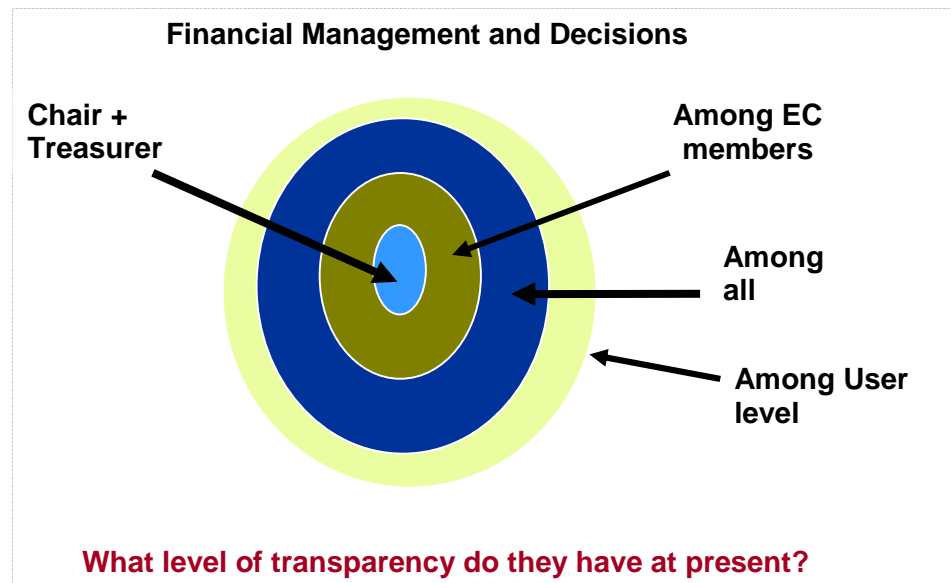 Financial Management and Decisions
Chair +
Treasurer
Among EC
members
Among
all
Among User
level
What level of transparency do they have at present?